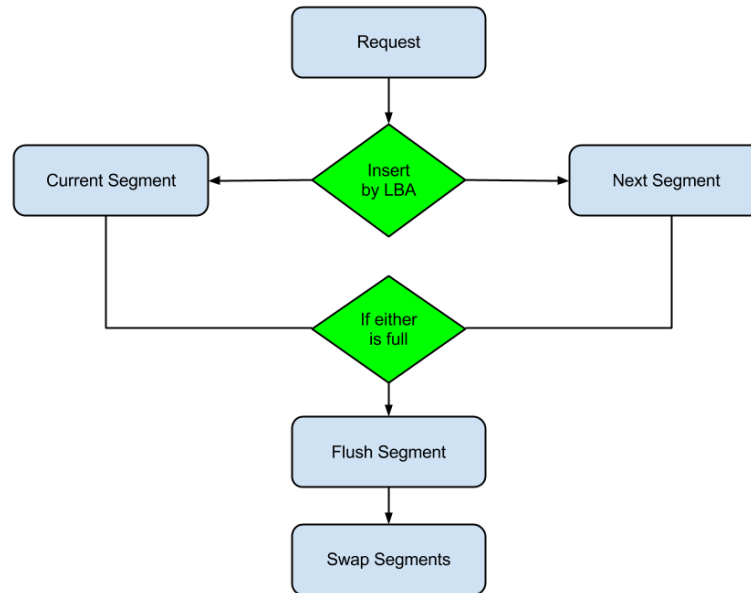 Request
Insert
by LBA
Current Segment
Next Segment
If either
is full
Flush Segment
Swap Segments